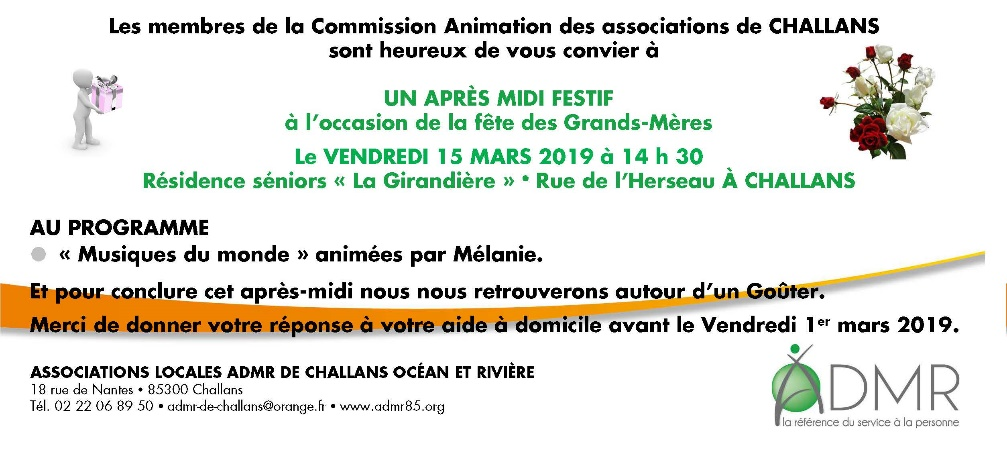 Les membres de la Commission Animation des associations de CHALLANS
sont heureux de vous convier à
UN APRÈS MIDI FESTIF
à l'occasion de la fête des Grands-Mères
Le VENDREDI 15 MARS 2019 à 14 h 30
Résidence séniors « La Girandière » • Rue de l'Herseau À CHALLANS
AU PROGRAMME
« Musiques du monde » animées par Mélanie.
Et pour conclure cet après-midi nous nous retrouverons autour d'un Goûter.
Merci de donner votre réponse à votre aide à domicile avant le Vendredi 1er mars 2019.
ASSOCIATIONS LOCALES ADMR DE CHALLANS OCÉAN ET RIVIÈRE
18 rue de Nantes • 85300 Challans
Tél. 02 22 06 89 50 • admr-de-challans@orange.fr • www.admr85.org
ADMR
la référence du service à la personne